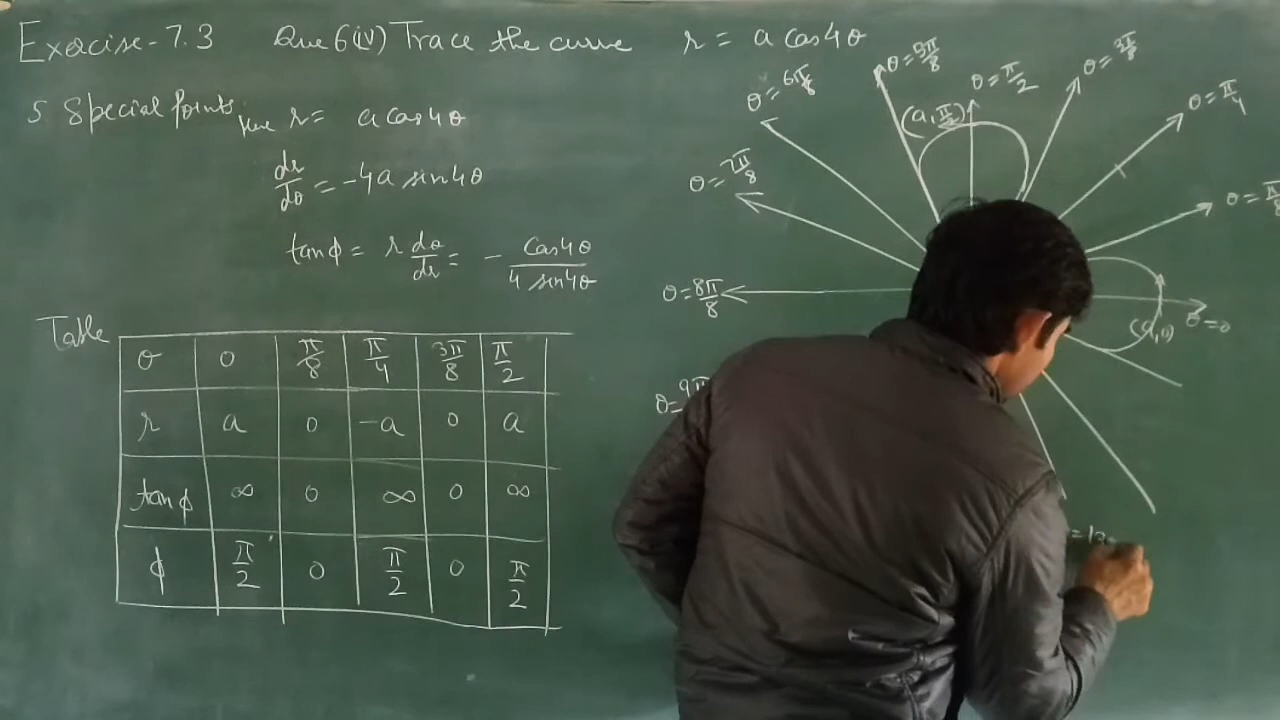 Exercise-7.3 Que 6(iv) Trace the curve r = a cos4θ
5 Special Points here r = a cos4θ
dr/dθ = -4a sin4θ
tanϕ = r dθ/dr = - cos4θ/4 sin4θ
Table
θ 0 π/8 π/4 3π/8 π/2
r a 0 -a 0 a
tanϕ ∞ 0 ∞ 0 ∞
ϕ π/2 0 π/2 0 π/2
θ=5π/8
θ=π/2
θ=3π/8
θ=6π/8
θ=π/4
(a,π/2)
θ=7π/8
θ=π/8
θ=8π/8
θ=0
(a,0)
θ=9π